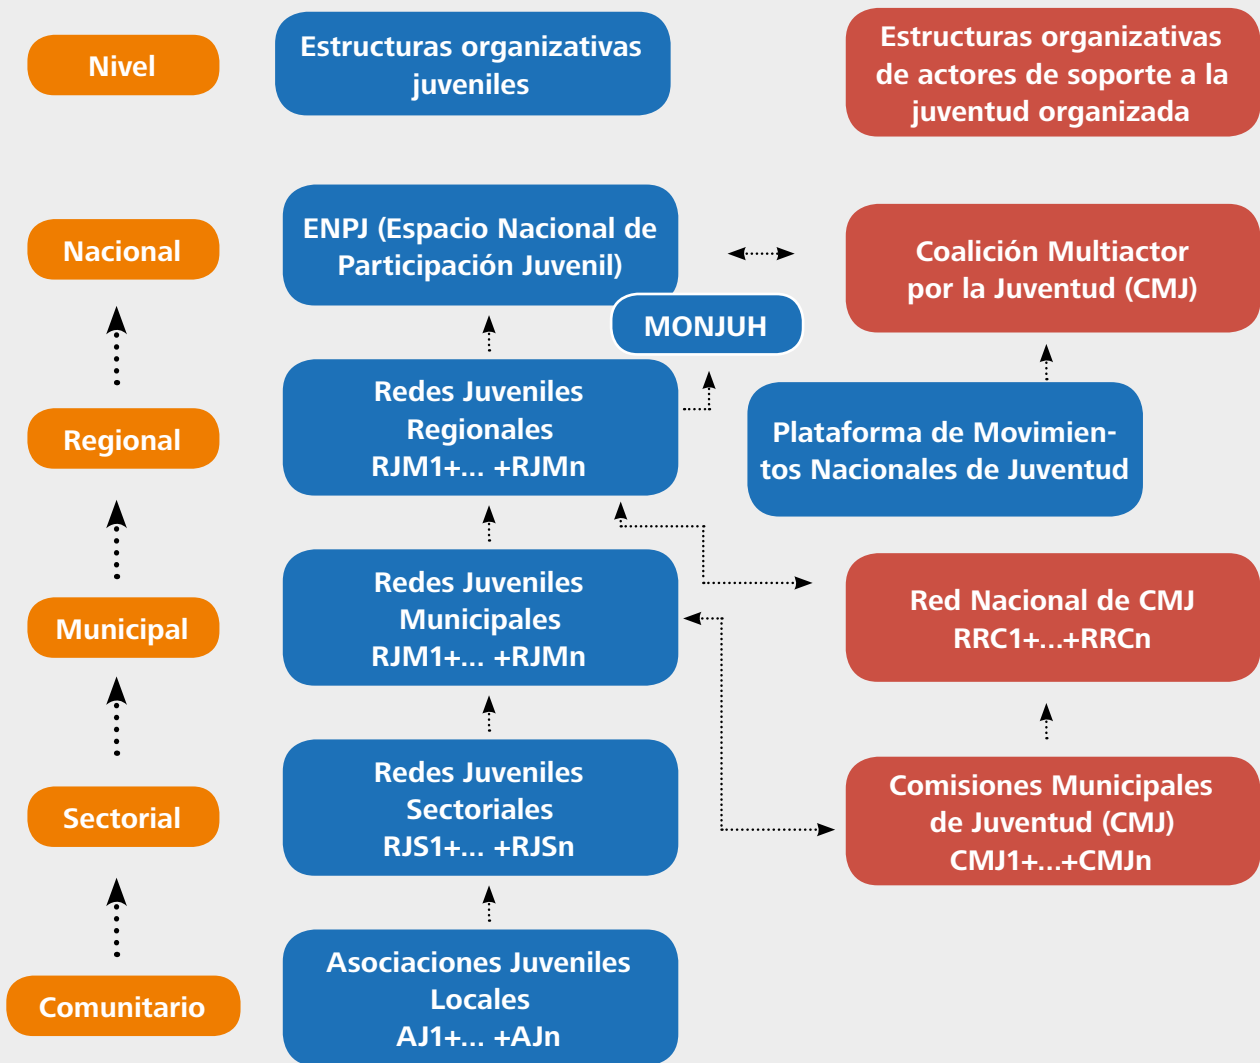 Nivel
Estructuras organizativas
juveniles
Estructuras organizativas
de actores de soporte a la
juventud organizada
Nacional
ENPJ (Espacio Nacional de
Participación Juvenil)
Coalición Multiactor
por la Juventud (CMJ)
MONJUH
Regional
Redes Juveniles
Regionales
RJM1+... +RJMn
Plataforma de Movimien-
tos Nacionales de Juventud
Municipal
Redes Juveniles
Municipales
RJM1+... +RJMn
Red Nacional de CMJ
RRC1+...+RRCn
Sectorial
Redes Juveniles
Sectoriales
RJS1+... +RJSn
Comisiones Municipales
de Juventud (CMJ)
CMJ1+...+CMJn
Comunitario
Asociaciones Juveniles
Locales
AJ1+... +AJn